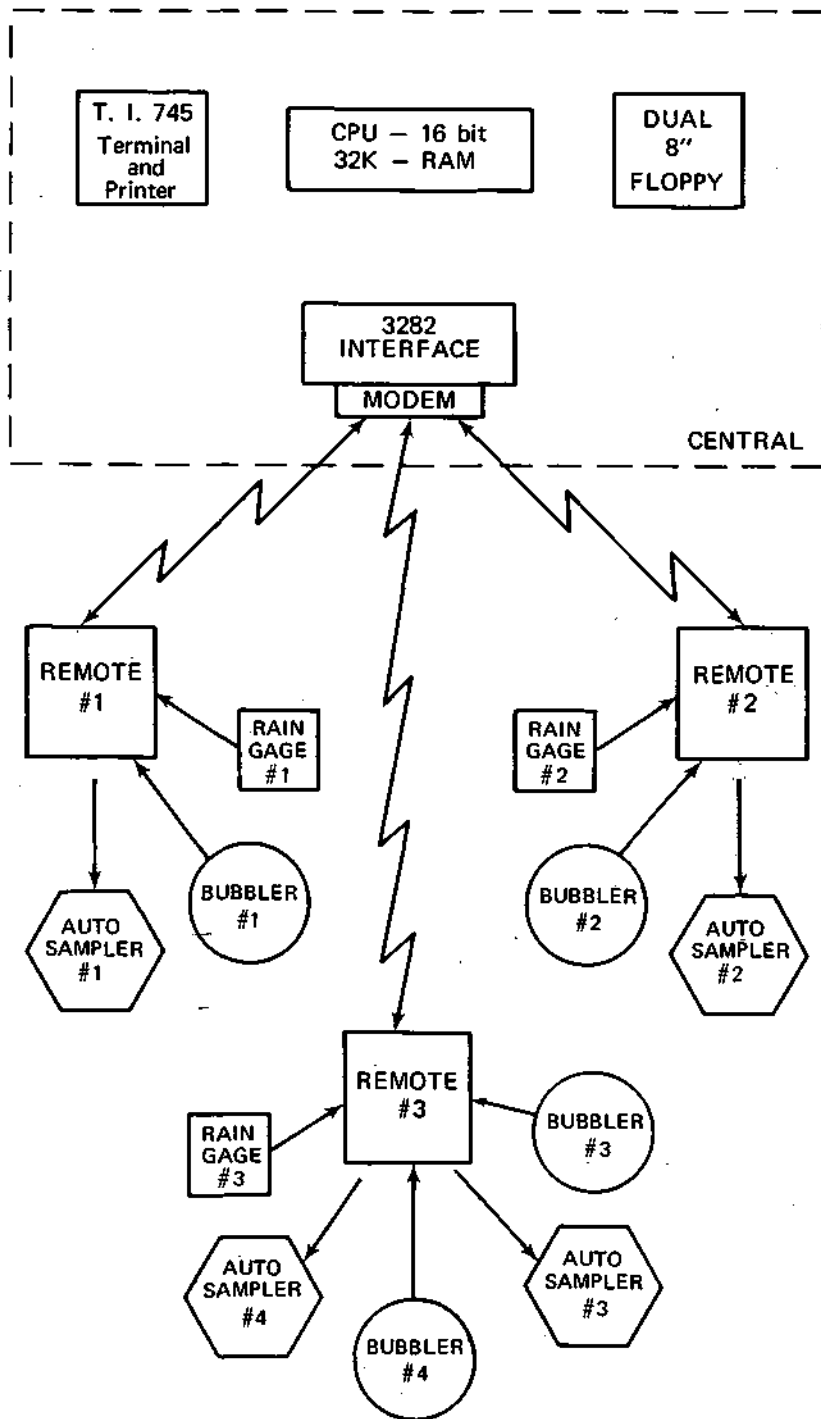 T. I. 745
Terminal
and
Printer
CPU – 16 bit
32K – RAM
DUAL
8"
FLOPPY
3282
INTERFACE
MODEM
CENTRAL
REMOTE
#1
RAIN
GAGE
#1
BUBBLER
#1
AUTO
SAMPLER
#1
REMOTE
#2
RAIN
GAGE
#2
BUBBLER
#2
AUTO
SAMPLER
#2
REMOTE
#3
RAIN
GAGE
#3
BUBBLER
#3
AUTO
SAMPLER
#4
BUBBLER
#4
AUTO
SAMPLER
#3